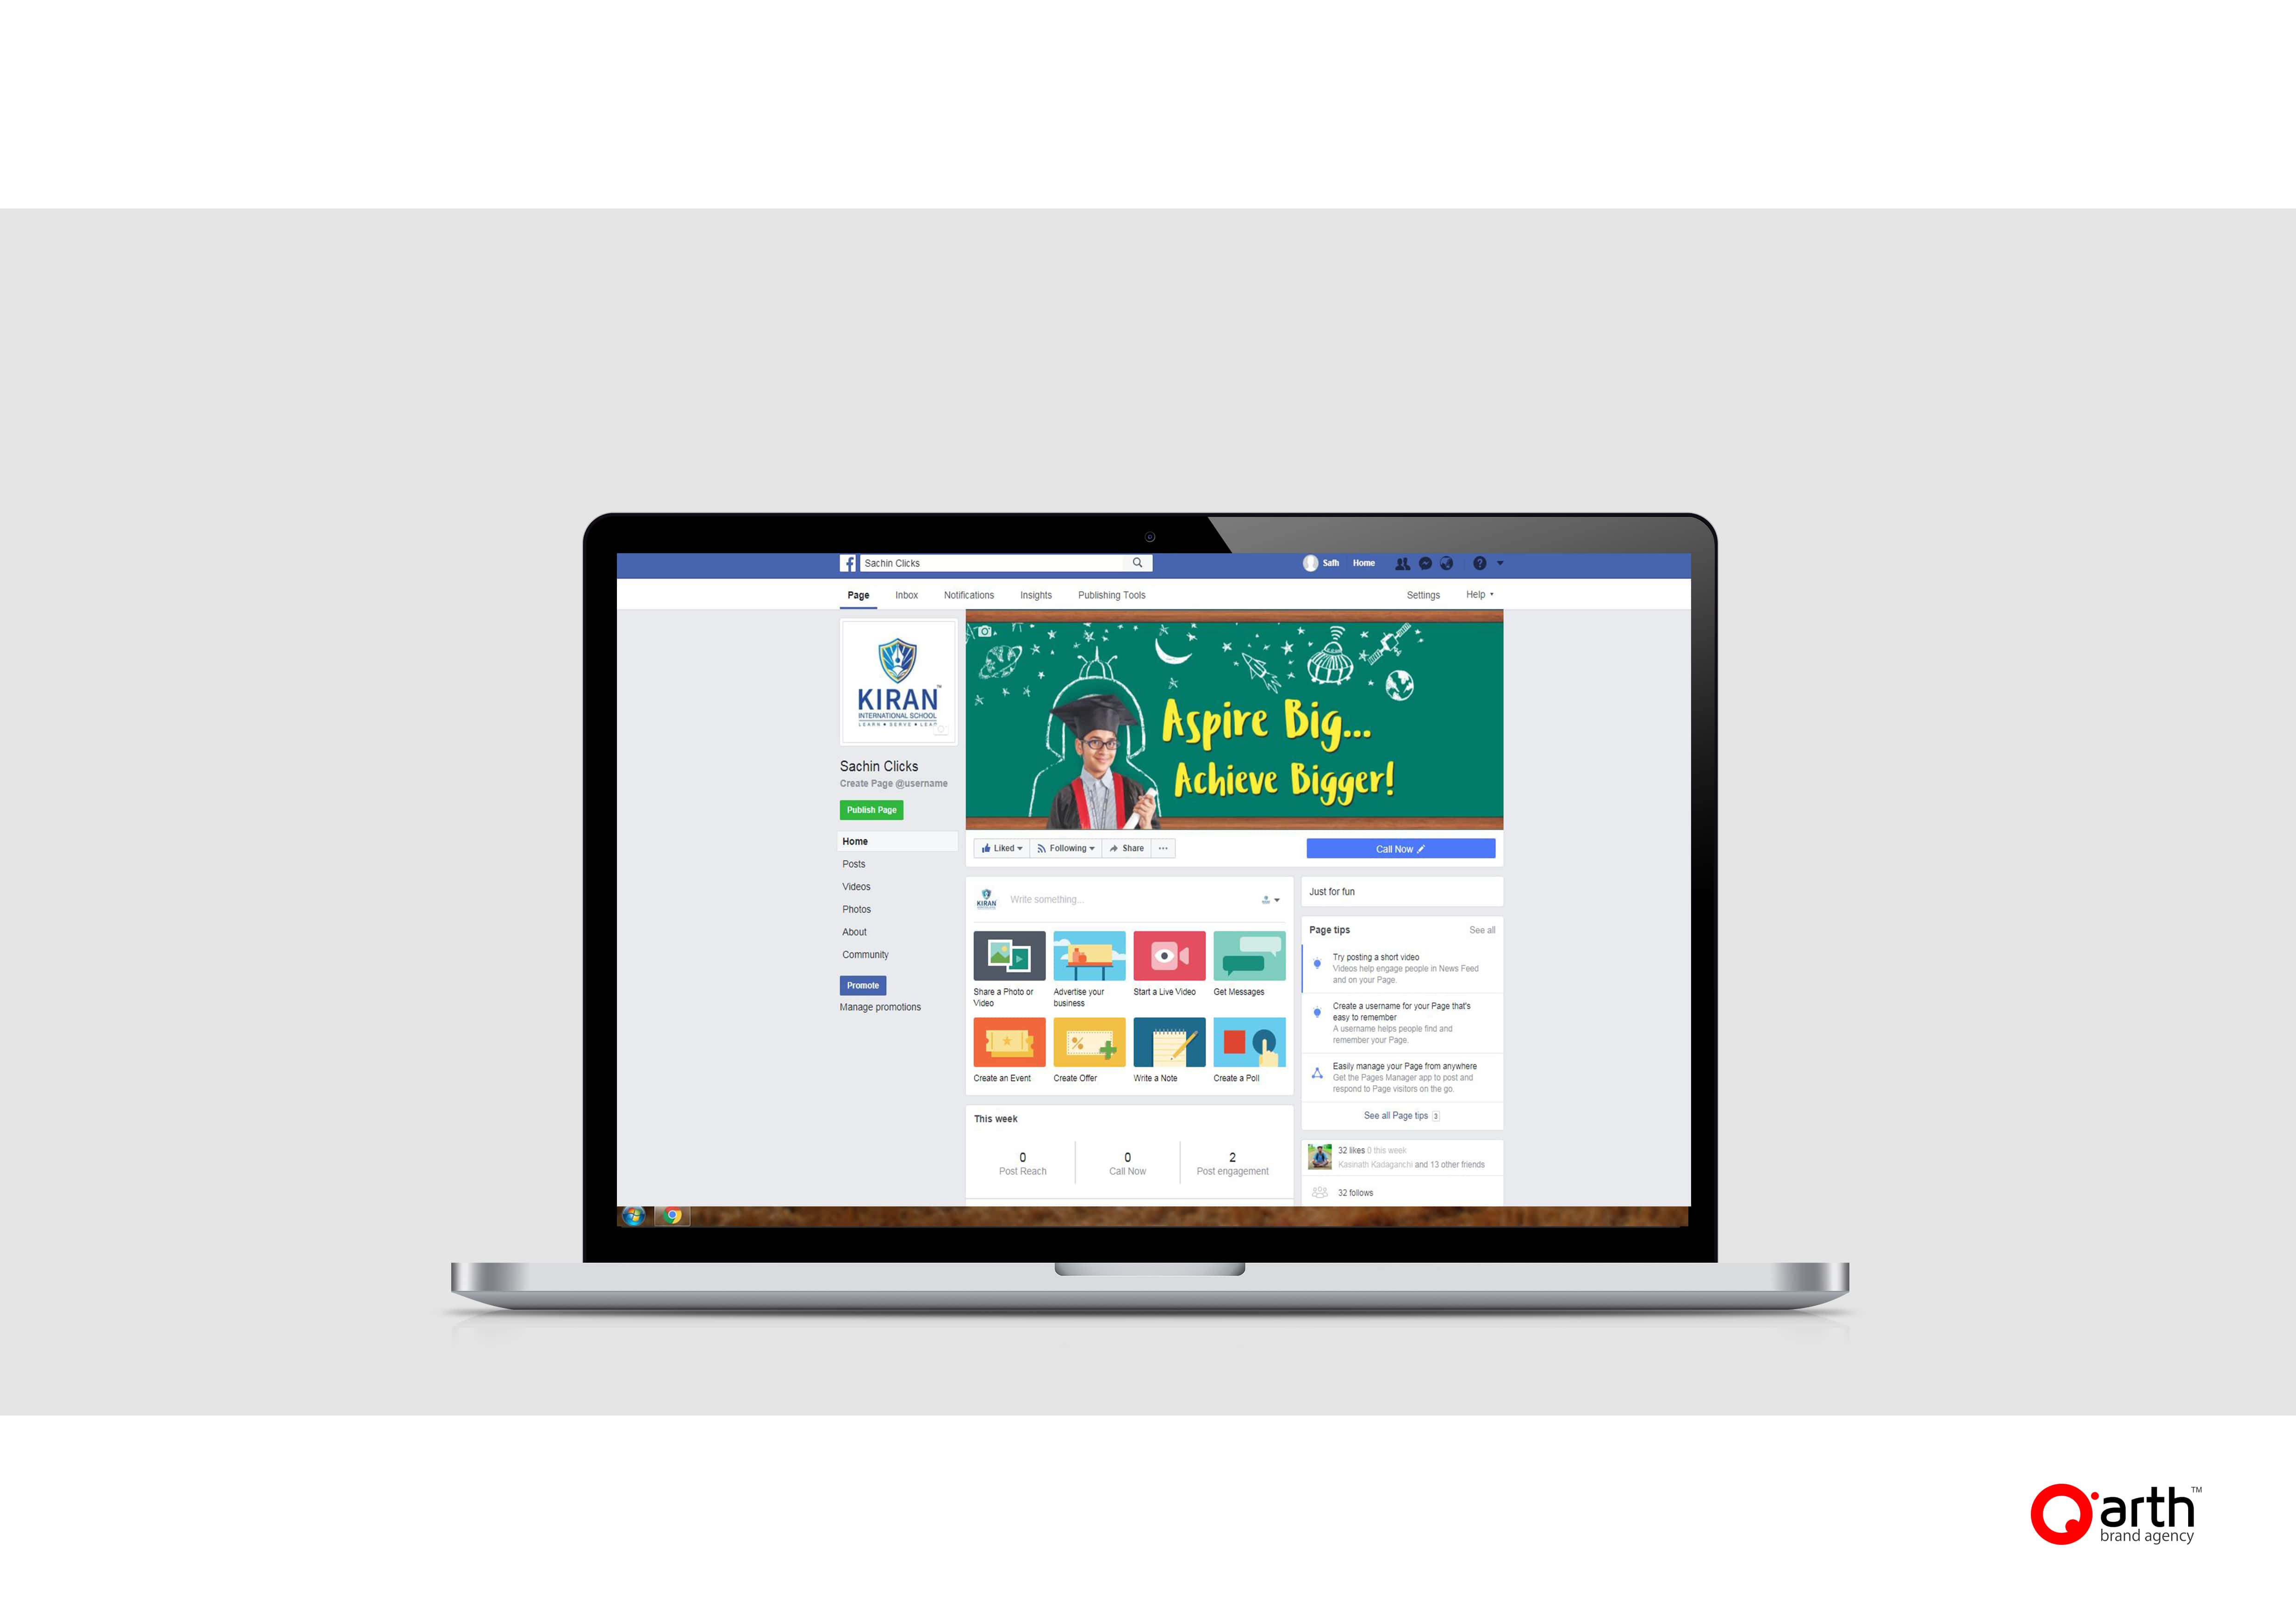 Sachin Clicks
Safh Home
Page Inbox Notifications Insights Publishing Tools Settings Help
KIRAN™
INTERNATIONAL SCHOOL
LEARN • SERVE • LEAP
Aspire Big...
Achieve Bigger!
Sachin Clicks
Create Page @username
Publish Page
Home
Posts
Videos
Photos
About
Community
Promote
Manage promotions
Liked Following Share ...
Call Now
KIRAN
Write something...
Share a Photo or
Video
Advertise your
business
Start a Live Video
Get Messages
Create an Event
Create Offer
Write a Note
Create a Poll
This week
0
Post Reach
0
Call Now
2
Post engagement
Just for fun
Page tips See all
Try posting a short video
Videos help engage people in News Feed
and on your Page.
Create a username for your Page that's
easy to remember
A username helps people find and
remember your Page.
Easily manage your Page from anywhere
Get the Pages Manager app to post and
respond to Page visitors on the go.
See all Page tips 3
32 likes 0 this week
Kasinath Kadaganchi and 13 other friends
32 follows
Q'arth™
brand agency